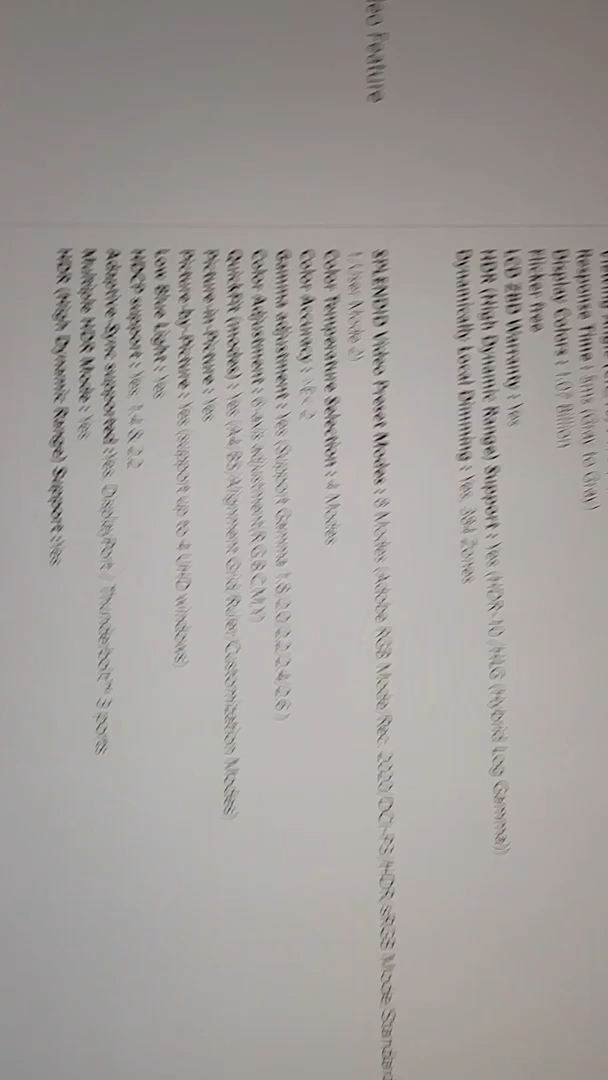 Response Time : 5ms (Gray to Gray)
Display Colors : 1.07 Billion
Flicker free
LCD ZBD Warranty : Yes
HDR (High Dynamic Range) Support : Yes (HDR-10 /HLG (Hybrid Log Gamma))
Dynamically Local Dimming : Yes, 384 Zones
eo Feature
SPLENDID Video Preset Modes : 8 Modes (Adobe RGB Mode/Rec. 2020/DCI-P3/HDR/sRGB Mode/Standard
1/Use Mode 2)
Color Temperature Selection : 4 Modes
Color Accuracy : △E< 2
Gamma adjustment : Yes (Support Gamma 1.8/2.0/2.2/2.4/2.6 )
Color Adjustment : 6-axis adjustment(R,G,B,C,M,Y)
QuickFit (modes) : Yes (A4, B5, Alignment Grid /Ruler/Customization Modes)
Picture-in-Picture : Yes
Picture-by-Picture : Yes (support up to 4 UHD windows)
Low Blue Light : Yes
HDCP support : Yes, 1.4 & 2.2
Adaptive-Sync supported :Yes, DisplayPort / Thunderbolt™ 3 ports
Multiple HDR Mode : Yes
HDR (High Dynamic Range) Support :Yes